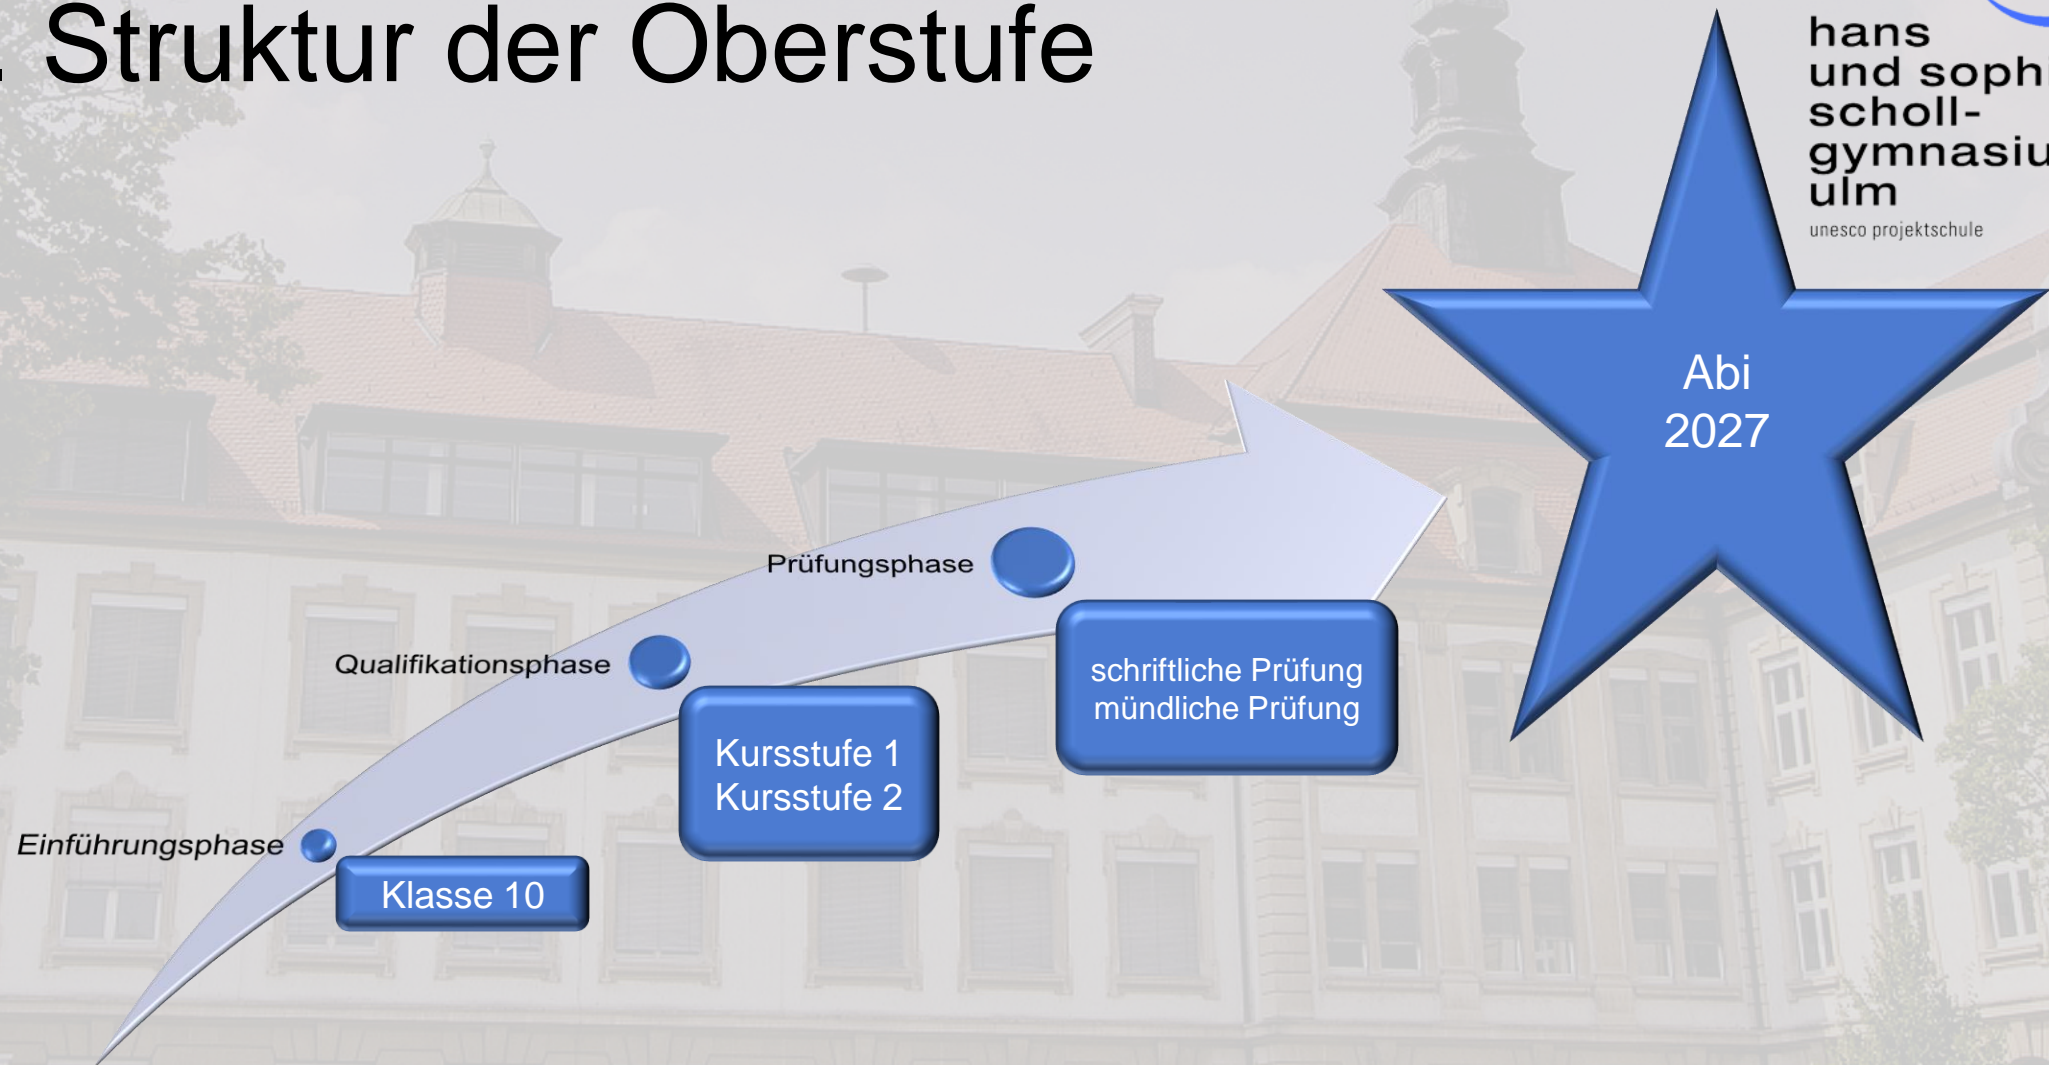 . Struktur der Oberstufe
hans
und sophi
scholl-
gymnasiu
ulm
unesco projektschule
Abi
2027
Prüfungsphase
schriftliche Prüfung
mündliche Prüfung
Qualifikationsphase
Kursstufe 1
Kursstufe 2
Einführungsphase
Klasse 10